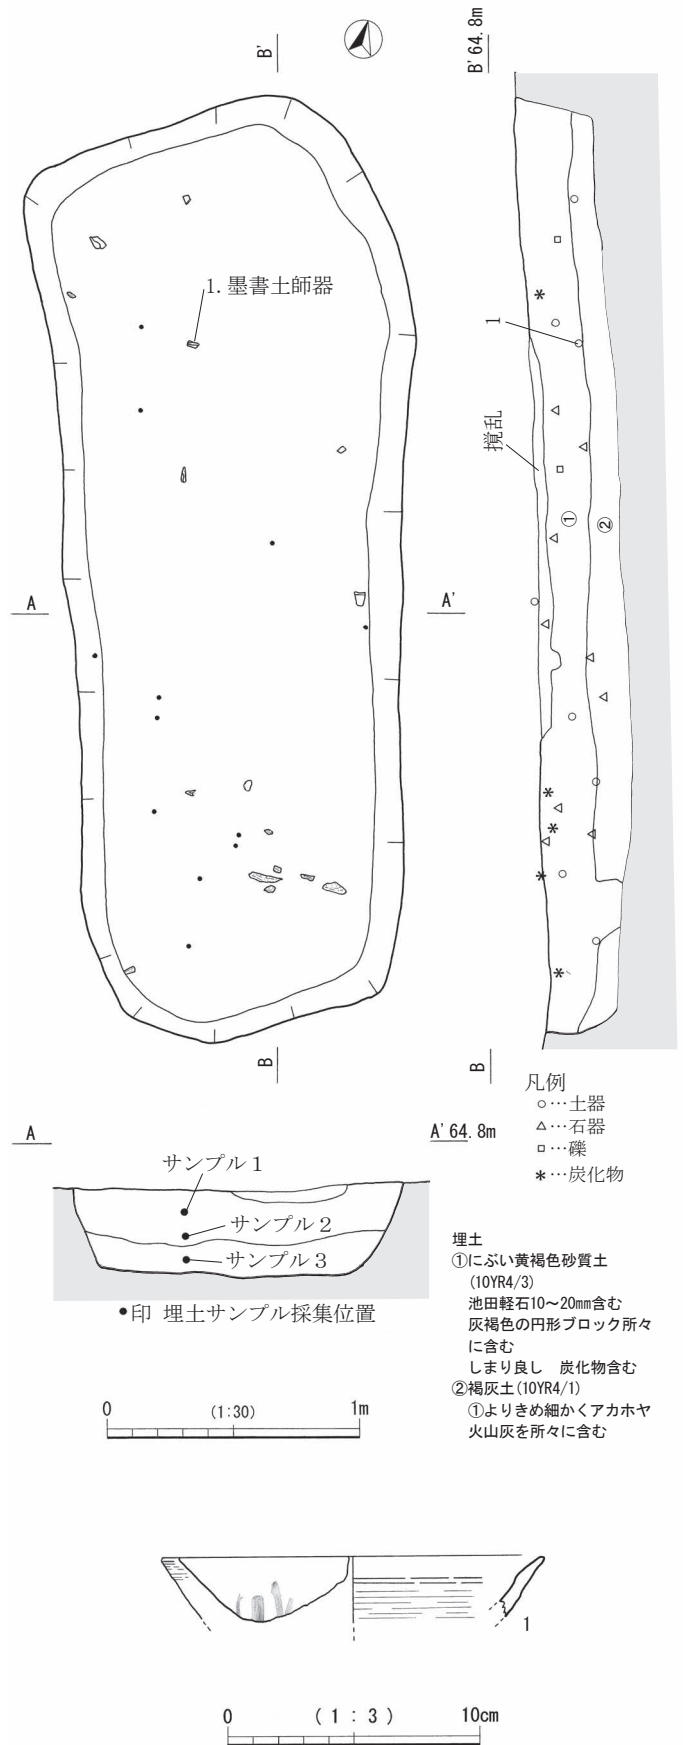 B'
B' 64.8m
1. 墨書土師器
1
撹乱
①
②
A
A'
B
B
凡例
○…土器
△…石器
□…礫
＊…炭化物
A
A' 64.8m
サンプル１
サンプル２
サンプル３
●印 埋土サンプル採集位置
埋土
①にぶい黄褐色砂質土
(10YR4/3)
池田軽石10～20㎜含む
灰褐色の円形ブロック所々
に含む
しまり良し　炭化物含む
②褐灰土(10YR4/1)
①よりきめ細かくアカホヤ
火山灰を所々に含む
0 (1:30) 1m
1
0 (1:3) 10cm